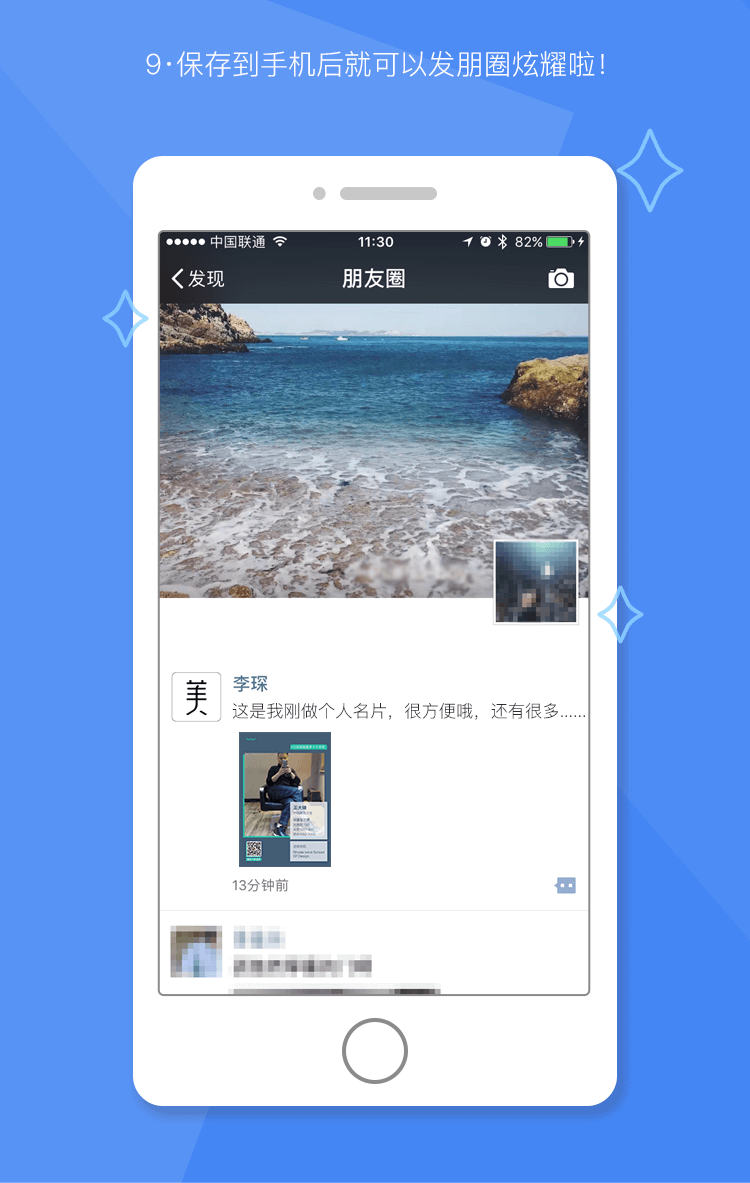 9·保存到手机后就可以发朋圈炫耀啦！
中国联通 11:30 82%
发现 朋友圈
美
李琛
这是我刚做个人名片，很方便哦，还有很多......
13分钟前